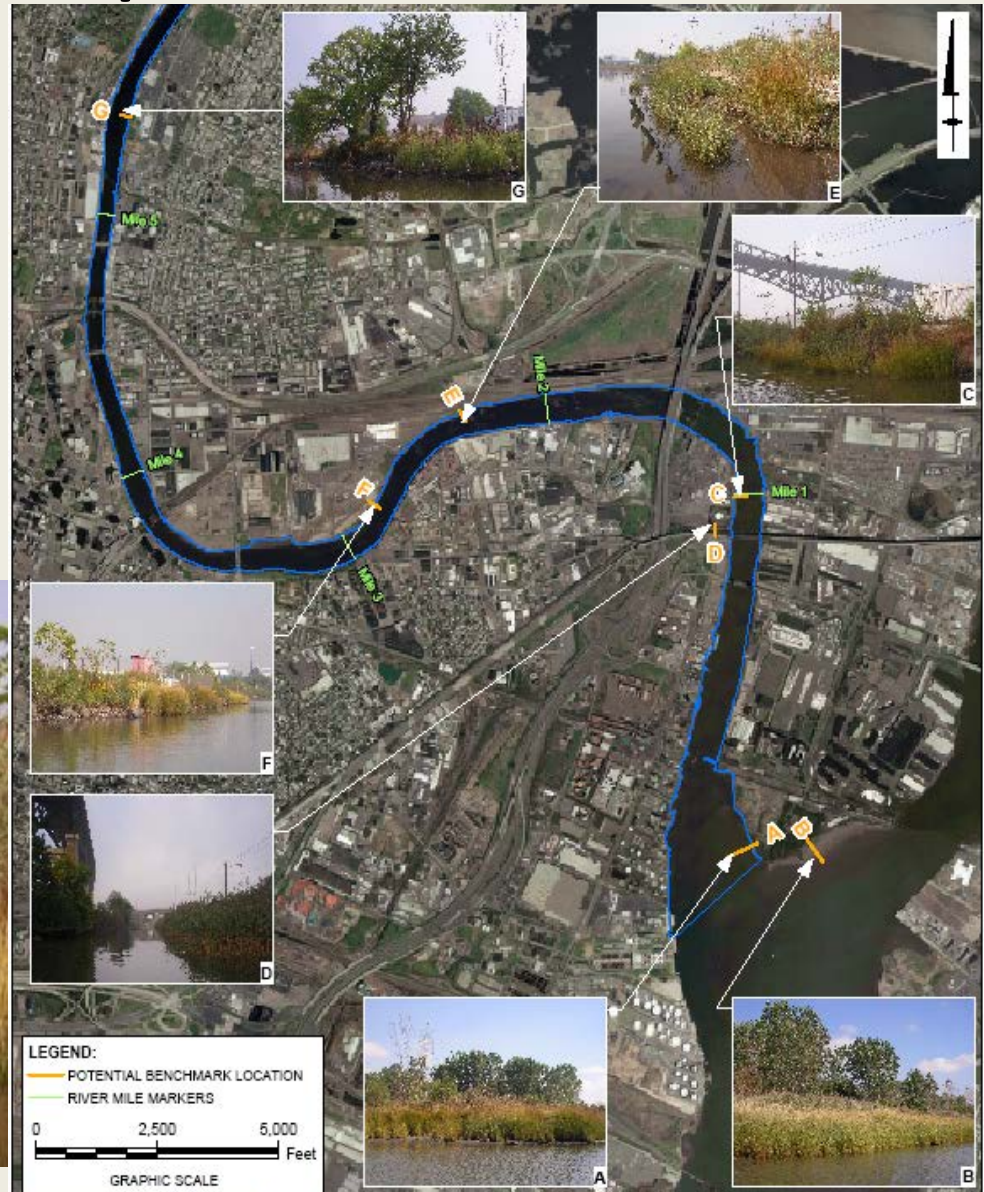 G
E
G
Mile 5
C
E
Mile 2
Mile 4
F
C
Mile 1
D
Mile 3
F
A
B
D
LEGEND:
POTENTIAL BENCHMARK LOCATION
RIVER MILE MARKERS
0 2,500 5,000
Feet
GRAPHIC SCALE
A
B